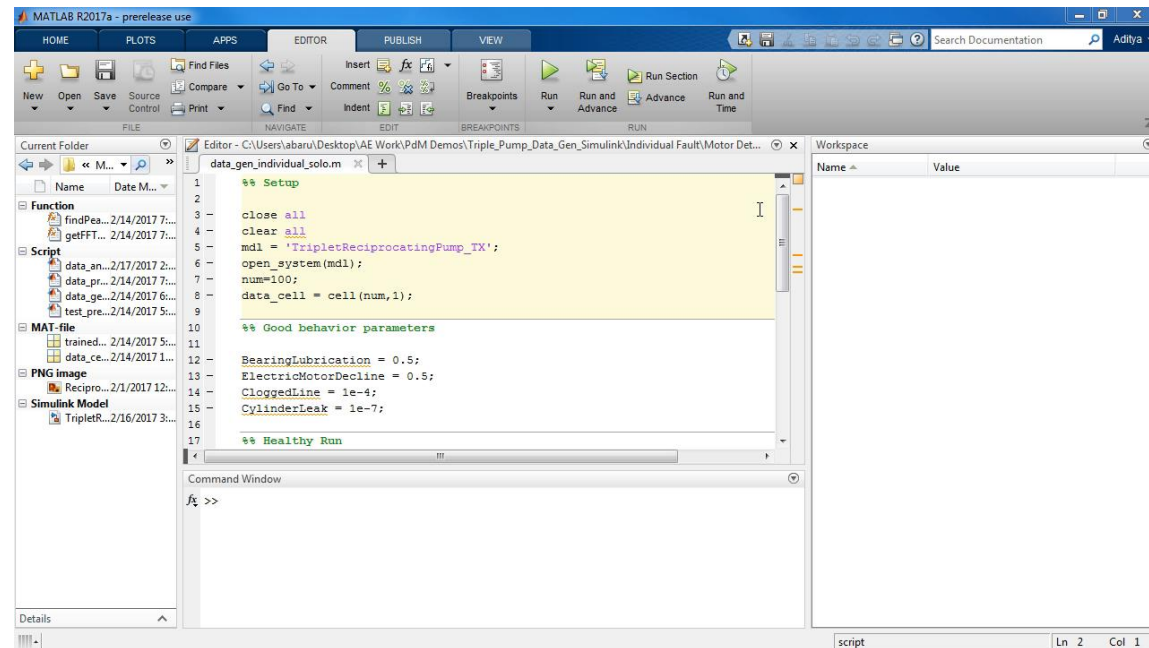 MATLAB R2017a - prerelease use
HOME PLOTS APPS EDITOR PUBLISH VIEW Search Documentation Aditya
New Open Save Source Control Find Files Compare Print Go To Find Insert fx Comment Indent Breakpoints Run Run and Advance Run Section Advance Run and Time
FILE NAVIGATE EDIT BREAKPOINTS RUN
Current Folder
« M...
Name Date M...
Function
findPea... 2/14/2017 7:...
getFFT... 2/14/2017 7:...
Script
data_an... 2/17/2017 2:...
data_pr... 2/14/2017 7:...
data_ge... 2/14/2017 6:...
test_pre... 2/14/2017 5:...
MAT-file
trained... 2/14/2017 5:...
data_ce... 2/14/2017 1...
PNG image
Recipro... 2/1/2017 12:...
Simulink Model
TripletR... 2/16/2017 3:...
Details
Editor - C:\Users\abaru\Desktop\AE Work\PdM Demos\Triple_Pump_Data_Gen_Simulink\Individual Fault\Motor Det...
data_gen_individual_solo.m
1 %% Setup
2
3 – close all
4 – clear all
5 – mdl = 'TripletReciprocatingPump_TX';
6 – open_system(mdl);
7 – num=100;
8 – data_cell = cell(num,1);
9
10 %% Good behavior parameters
11
12 – BearingLubrication = 0.5;
13 – ElectricMotorDecline = 0.5;
14 – CloggedLine = 1e-4;
15 – CylinderLeak = 1e-7;
16
17 %% Healthy Run
Command Window
fx >>
Workspace
Name Value
script Ln 2 Col 1